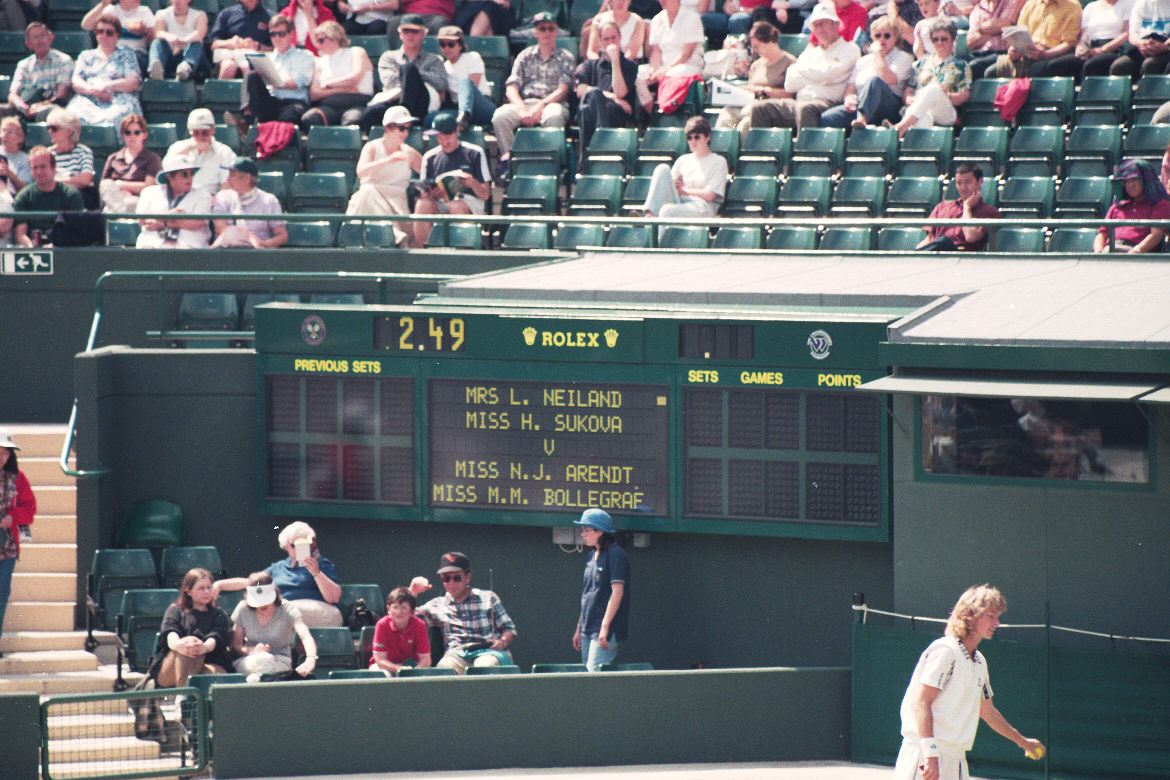 2.49
ROLEX
PREVIOUS SETS
SETS GAMES POINTS
MRS L. NEILAND
MISS H. SUKOVA
V
MISS N.J. ARENDT
MISS M.M. BOLLEGRAF